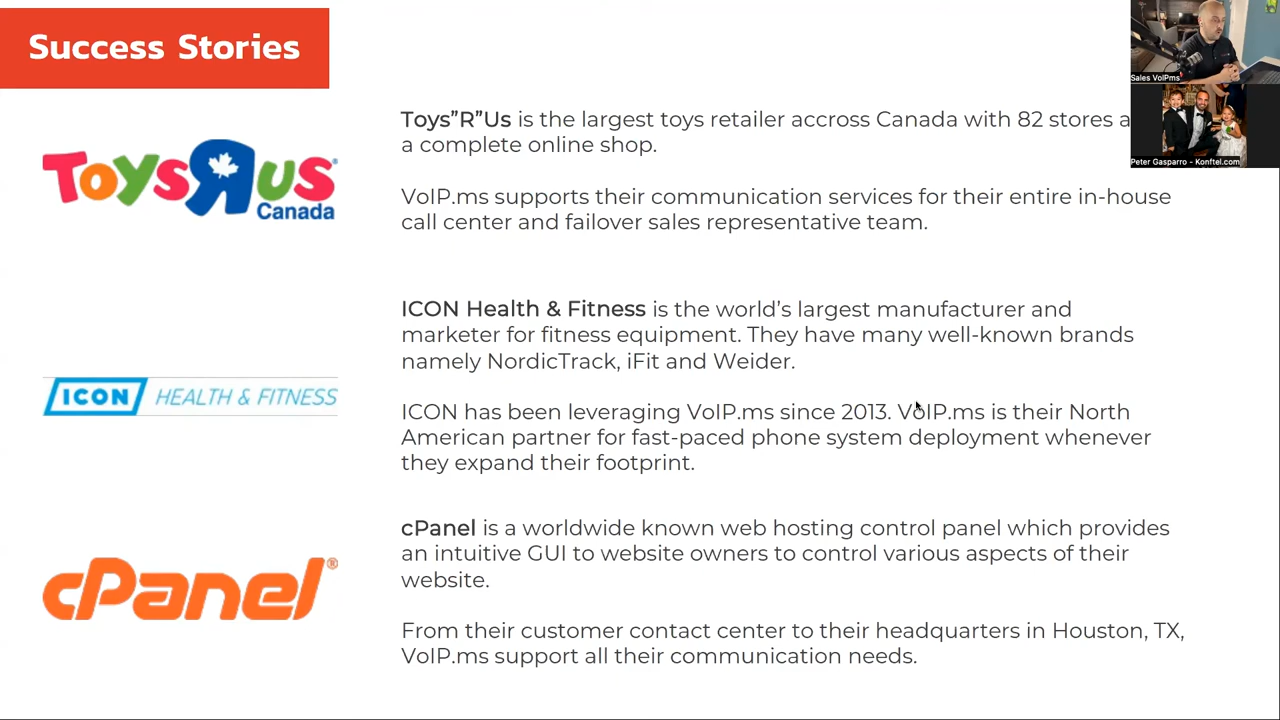 Success Stories
Sales VoIPms
Peter Gasparro - Konftel.com
ToysЯus
Canada
Toys”R”Us is the largest toys retailer accross Canada with 82 stores
a complete online shop.
VoIP.ms supports their communication services for their entire in-house
call center and failover sales representative team.
ICON HEALTH & FITNESS
ICON Health & Fitness is the world’s largest manufacturer and
marketer for fitness equipment. They have many well-known brands
namely NordicTrack, iFit and Weider.
ICON has been leveraging VoIP.ms since 2013. VoIP.ms is their North
American partner for fast-paced phone system deployment whenever
they expand their footprint.
cPanel®
cPanel is a worldwide known web hosting control panel which provides
an intuitive GUI to website owners to control various aspects of their
website.
From their customer contact center to their headquarters in Houston, TX,
VoIP.ms support all their communication needs.